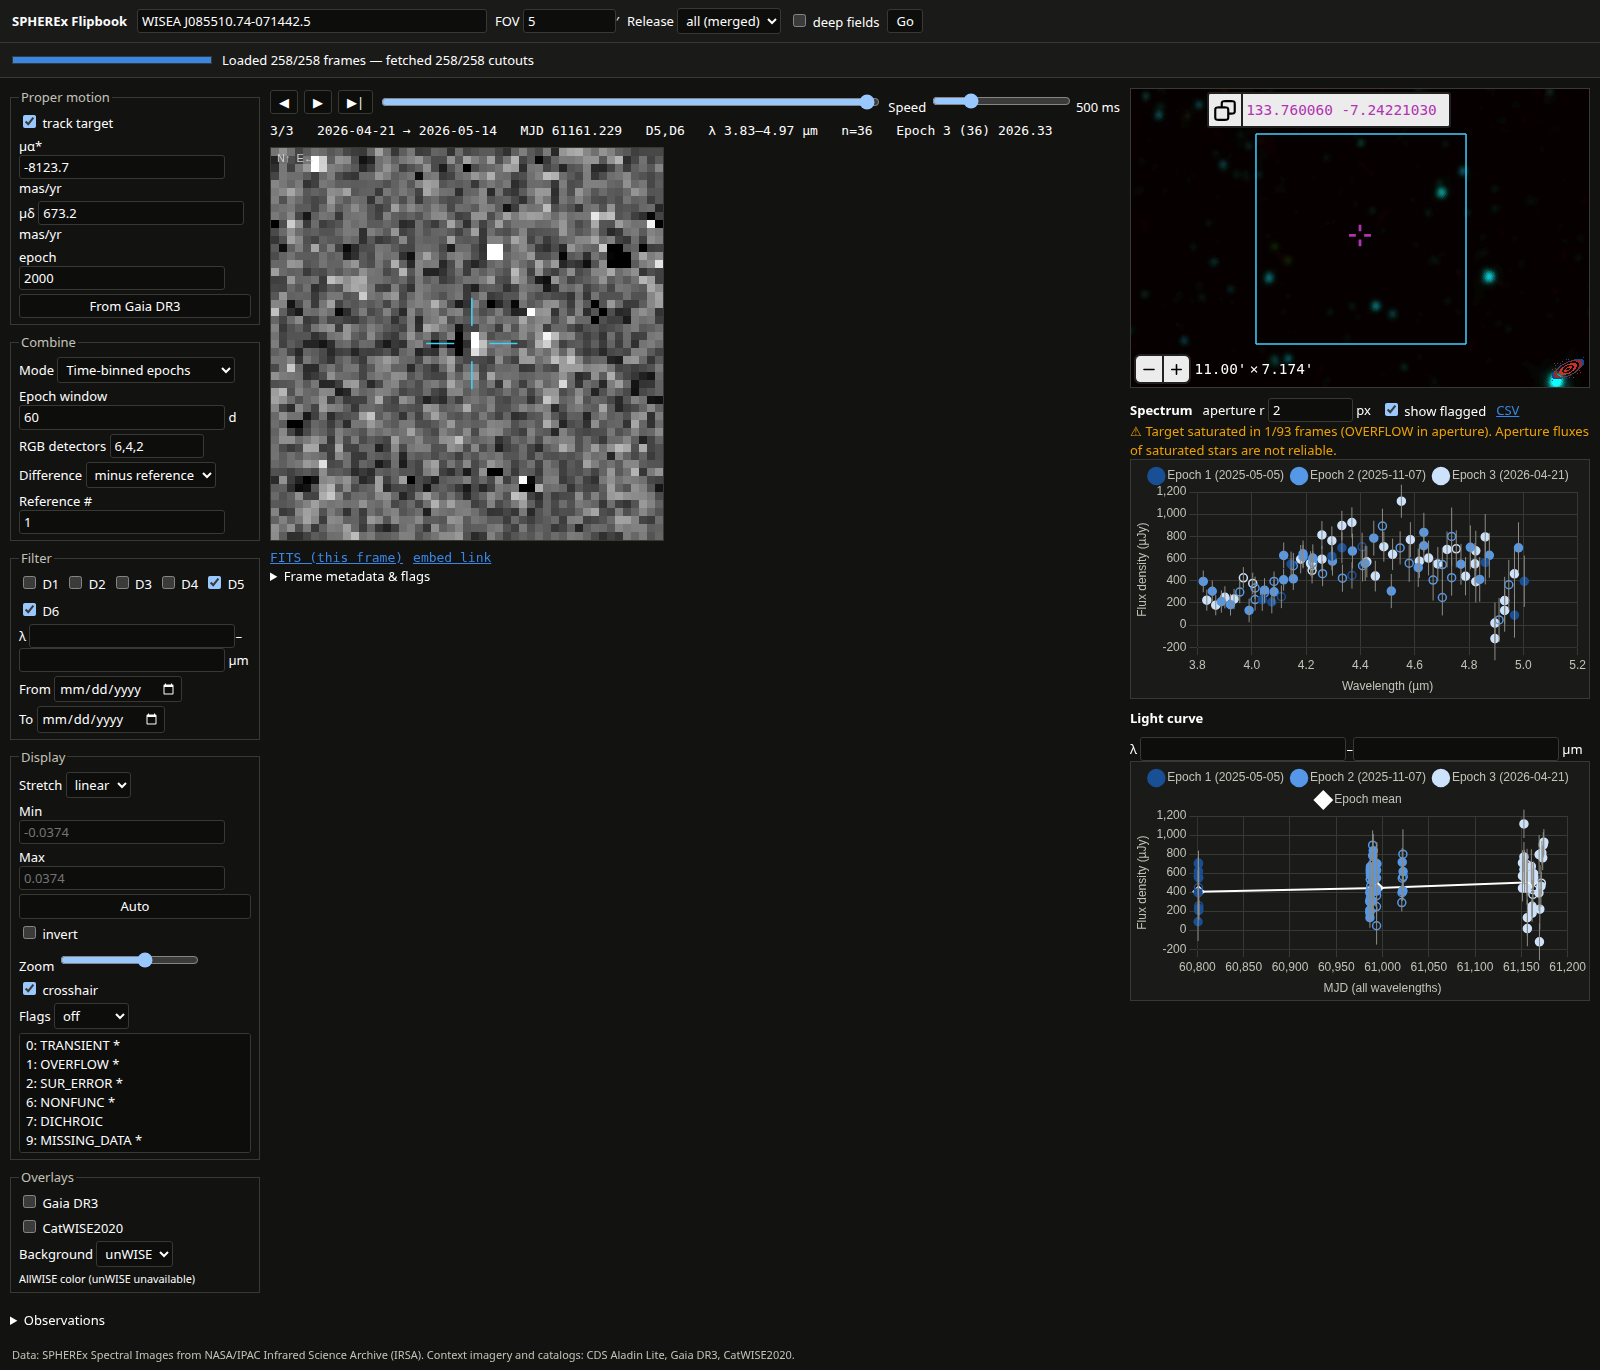 SPHEREx Flipbook WISEA J085510.74-071442.5 FOV 5 ′ Release all (merged) deep fields Go
Loaded 258/258 frames — fetched 258/258 cutouts
Proper motion
track target
μα*
-8123.7
mas/yr
μδ 673.2
mas/yr
epoch
2000
From Gaia DR3
Combine
Mode Time-binned epochs
Epoch window
60 d
RGB detectors 6,4,2
Difference minus reference
Reference #
1
Filter
D1 D2 D3 D4 D5
D6
λ –
μm
From mm/dd/yyyy
To mm/dd/yyyy
Display
Stretch linear
Min
-0.0374
Max
0.0374
Auto
invert
Zoom
crosshair
Flags off
0: TRANSIENT *
1: OVERFLOW *
2: SUR_ERROR *
6: NONFUNC *
7: DICHROIC
9: MISSING_DATA *
Overlays
Gaia DR3
CatWISE2020
Background unWISE
AllWISE color (unWISE unavailable)
▶ Observations
◀ ▶ ▶| Speed 500 ms
3/3 2026-04-21 → 2026-05-14 MJD 61161.229 D5,D6 λ 3.83–4.97 μm n=36 Epoch 3 (36) 2026.33
N↑ E
FITS (this frame) embed link
▶ Frame metadata & flags
133.760060 -7.24221030
− + 11.00' × 7.174'
Spectrum aperture r 2 px show flagged CSV
⚠ Target saturated in 1/93 frames (OVERFLOW in aperture). Aperture fluxes
of saturated stars are not reliable.
Epoch 1 (2025-05-05) Epoch 2 (2025-11-07) Epoch 3 (2026-04-21)
1,200
1,000
800
600
400
200
0
-200
Flux density (μJy)
3.8 4.0 4.2 4.4 4.6 4.8 5.0 5.2
Wavelength (μm)
Light curve
λ – μm
Epoch 1 (2025-05-05) Epoch 2 (2025-11-07) Epoch 3 (2026-04-21)
Epoch mean
1,200
1,000
800
600
400
200
0
-200
Flux density (μJy)
60,800 60,850 60,900 60,950 61,000 61,050 61,100 61,150 61,200
MJD (all wavelengths)
Data: SPHEREx Spectral Images from NASA/IPAC Infrared Science Archive (IRSA). Context imagery and catalogs: CDS Aladin Lite, Gaia DR3, CatWISE2020.